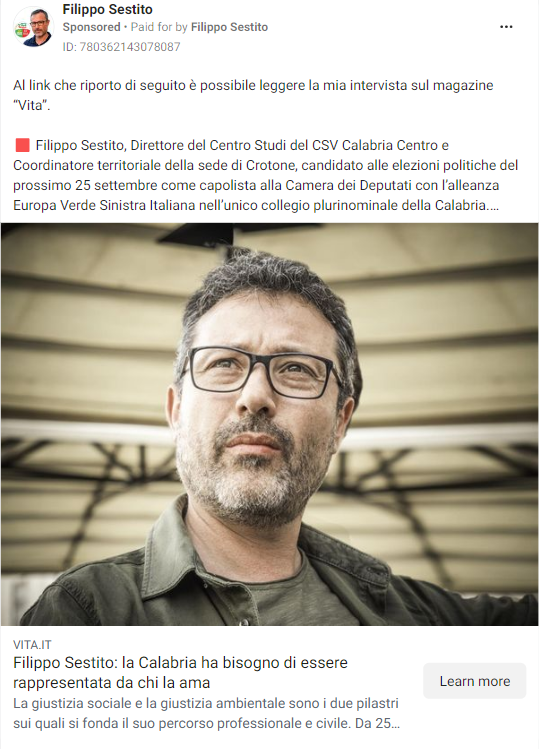 Filippo Sestito
Sponsored • Paid for by Filippo Sestito
ID: 780362143078087
Al link che riporto di seguito è possibile leggere la mia intervista sul magazine
“Vita”.
🟥 Filippo Sestito, Direttore del Centro Studi del CSV Calabria Centro e
Coordinatore territoriale della sede di Crotone, candidato alle elezioni politiche del
prossimo 25 settembre come capolista alla Camera dei Deputati con l’alleanza
Europa Verde Sinistra Italiana nell’unico collegio plurinominale della Calabria....
VITA.IT
Filippo Sestito: la Calabria ha bisogno di essere
rappresentata da chi la ama
La giustizia sociale e la giustizia ambientale sono i due pilastri
sui quali si fonda il suo percorso professionale e civile. Da 25...
Learn more